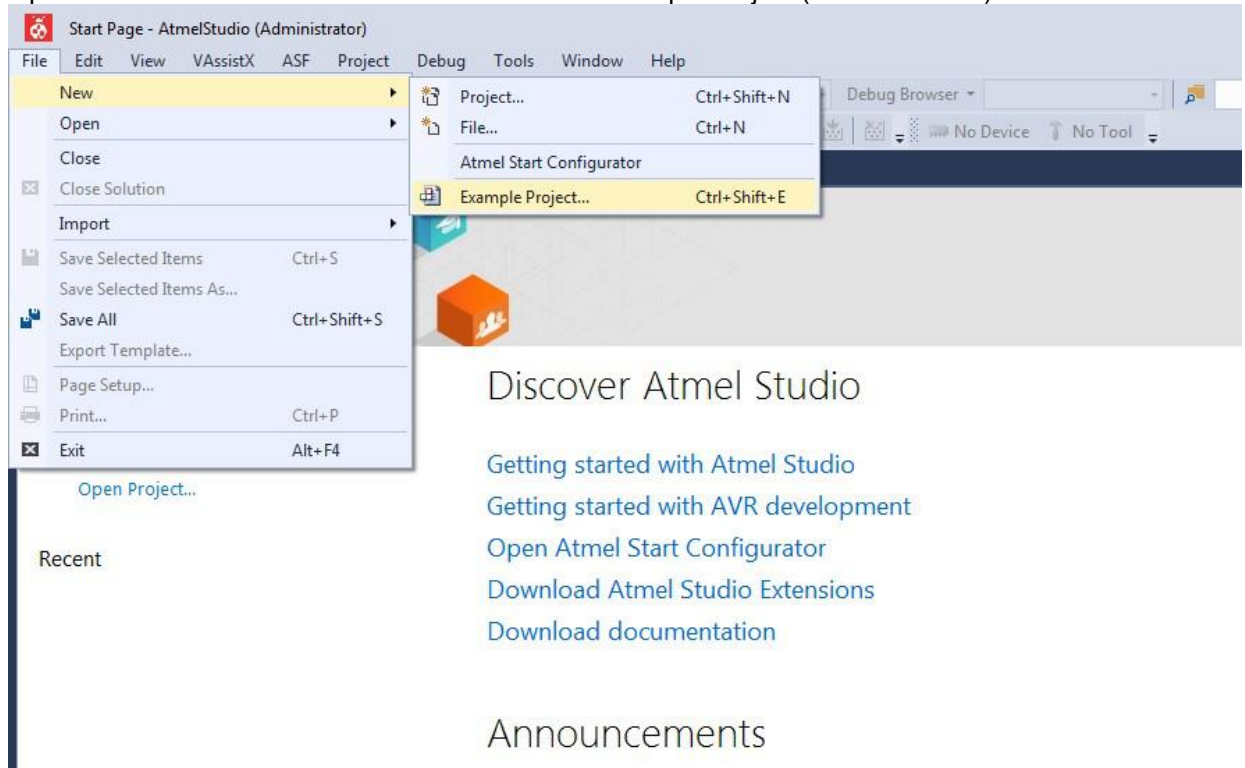 Start Page - AtmelStudio (Administrator)
File Edit View VAssistX ASF Project Debug Tools Window Help
New
Open
Close
Close Solution
Import
Save Selected Items Ctrl+S
Save Selected Items As...
Save All Ctrl+Shift+S
Export Template...
Page Setup...
Print... Ctrl+P
Exit Alt+F4
Project... Ctrl+Shift+N
File... Ctrl+N
Atmel Start Configurator
Example Project... Ctrl+Shift+E
Debug Browser
No Device No Tool
Open Project...
Recent
Discover Atmel Studio
Getting started with Atmel Studio
Getting started with AVR development
Open Atmel Start Configurator
Download Atmel Studio Extensions
Download documentation
Announcements